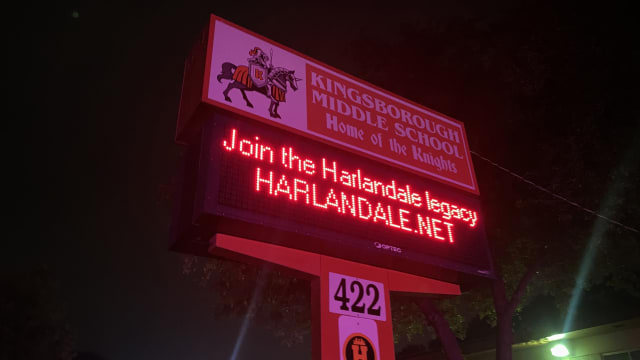 KINGSBOROUGH
MIDDLE SCHOOL
Home of the Knights
Join the Harlandale legacy
HARLANDALE.NET
OPTEC
422
H